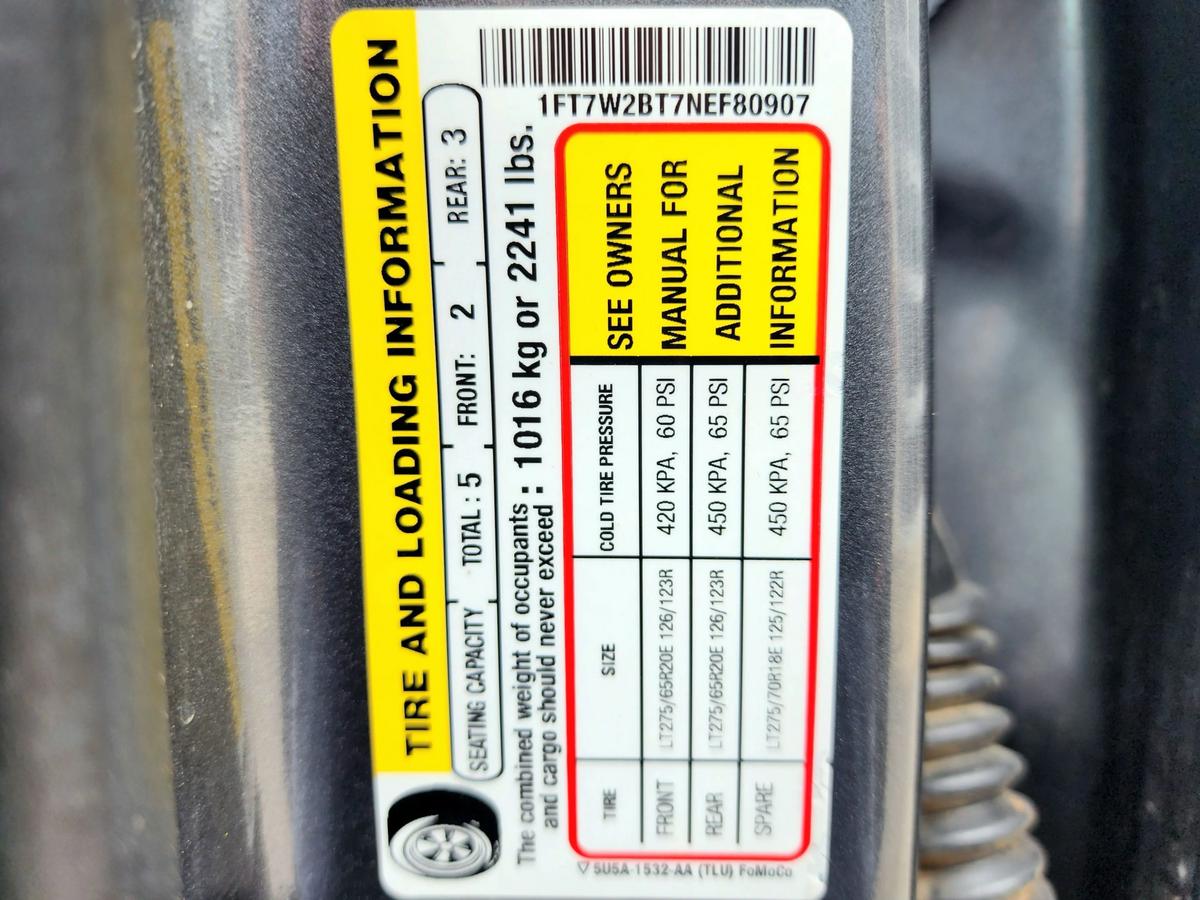 TIRE AND LOADING INFORMATION
SEATING CAPACITY TOTAL : 5 FRONT: 2 REAR: 3
The combined weight of occupants
and cargo should never exceed : 1016 kg or 2241 lbs.
TIRE SIZE COLD TIRE PRESSURE
FRONT LT275/65R20E 126/123R 420 KPA, 60 PSI
REAR LT275/65R20E 126/123R 450 KPA, 65 PSI
SPARE LT275/70R18E 125/122R 450 KPA, 65 PSI
SEE OWNERS
MANUAL FOR
ADDITIONAL
INFORMATION
1FT7W2BT7NEF80907
5U5A-1532-AA (TLU) FoMoCo